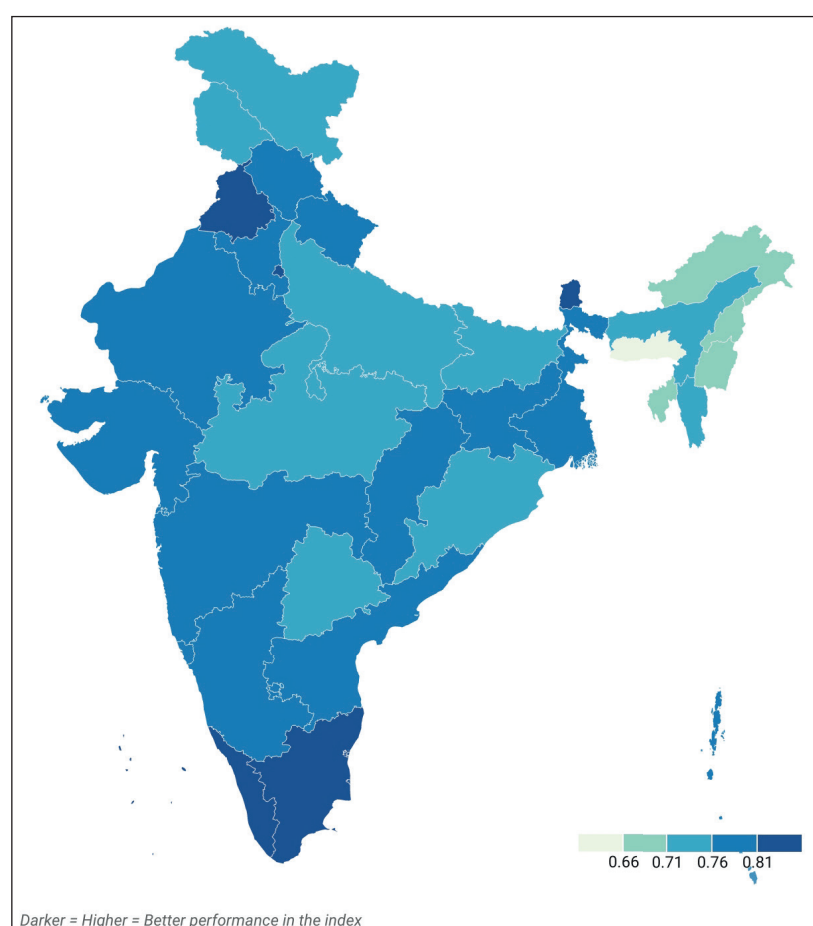 0.66 0.71 0.76 0.81
Darker = Higher = Better performance in the index